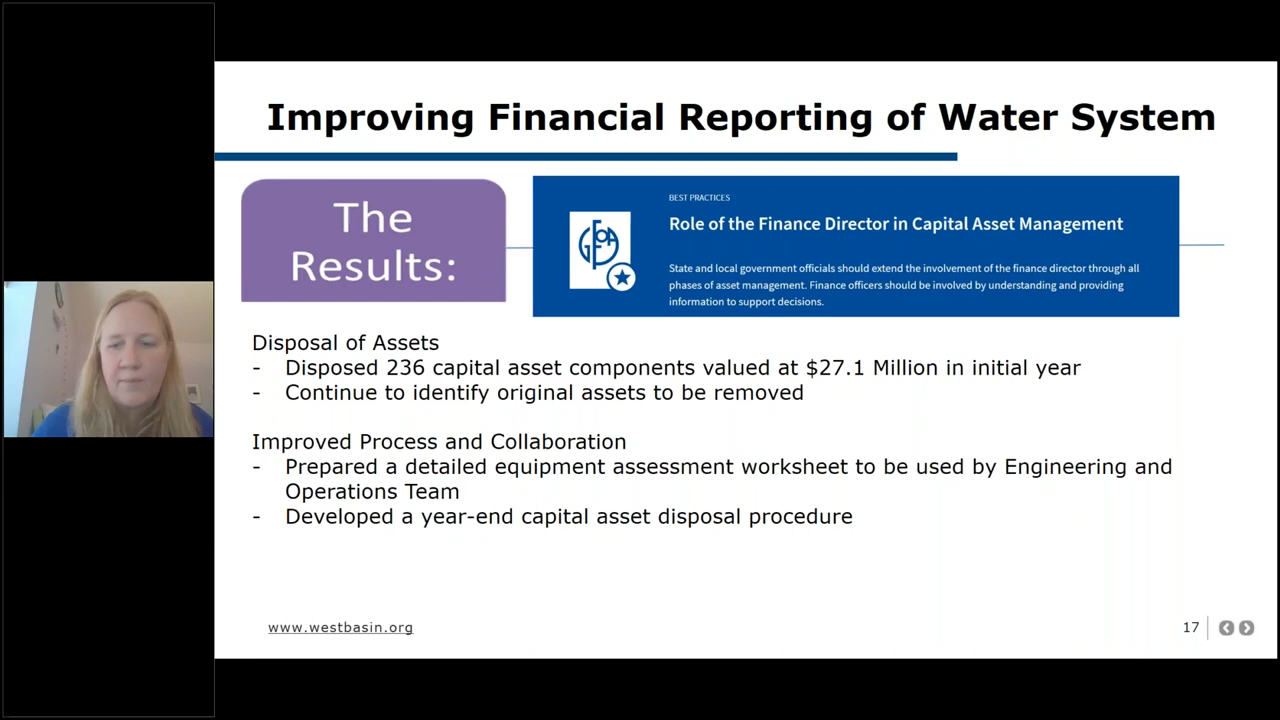 Improving Financial Reporting of Water System
The
Results:
BEST PRACTICES
Role of the Finance Director in Capital Asset Management
GFOA
State and local government officials should extend the involvement of the finance director through all
phases of asset management. Finance officers should be involved by understanding and providing
information to support decisions.
Disposal of Assets
- Disposed 236 capital asset components valued at $27.1 Million in initial year
- Continue to identify original assets to be removed
Improved Process and Collaboration
- Prepared a detailed equipment assessment worksheet to be used by Engineering and
Operations Team
- Developed a year-end capital asset disposal procedure
www.westbasin.org
17